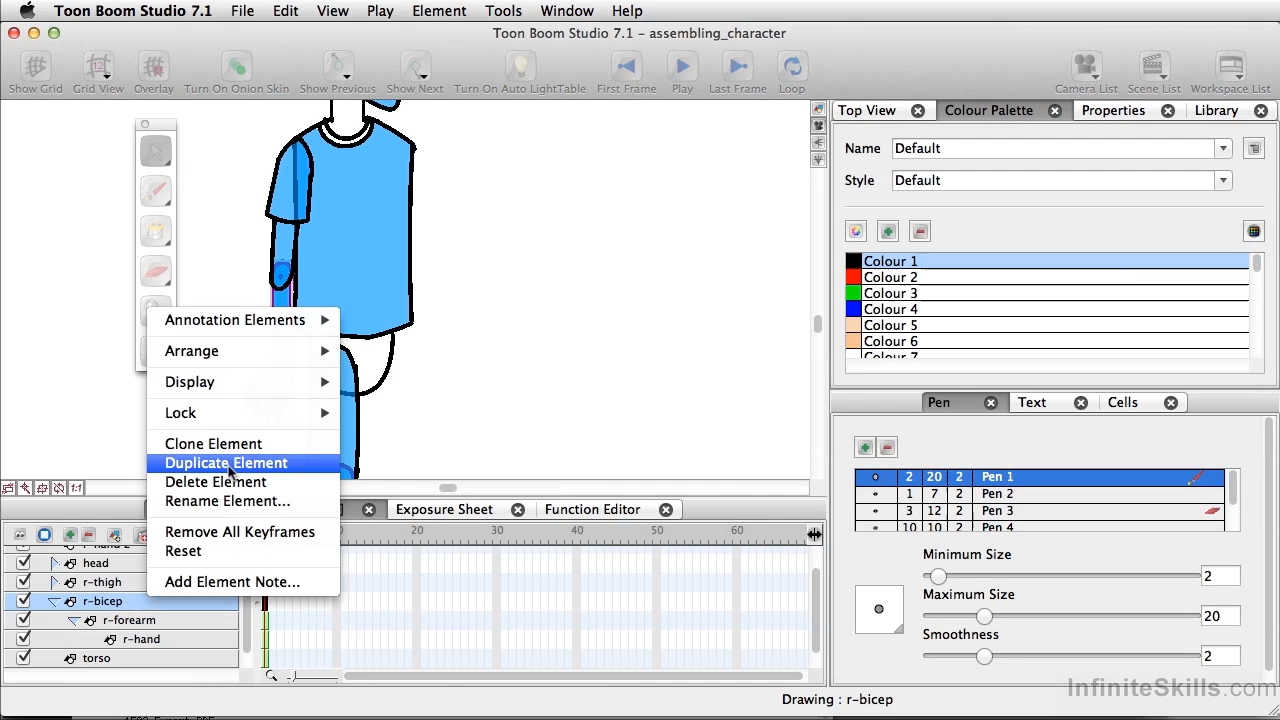 Toon Boom Studio 7.1 File Edit View Play Element Tools Window Help
Toon Boom Studio 7.1 - assembling_character
Show Grid Grid View Overlay Turn On Onion Skin Show Previous Show Next Turn On Auto LightTable First Frame Play Last Frame Loop Camera List Scene List Workspace List
Top View Colour Palette Properties Library
Name Default
Style Default
Colour 1
Colour 2
Colour 3
Colour 4
Colour 5
Colour 6
Colour 7
Annotation Elements
Arrange
Display
Lock
Clone Element
Duplicate Element
Delete Element
Rename Element...
Remove All Keyframes
Reset
Add Element Note...
Pen Text Cells
2 20 2 Pen 1
1 7 2 Pen 2
3 12 2 Pen 3
10 10 2 Pen 4
Minimum Size
2
Maximum Size
20
Smoothness
2
1:1
Exposure Sheet Function Editor
20 30 40 50 60
r-hand 2
head
r-thigh
r-bicep
r-forearm
r-hand
torso
Drawing : r-bicep
InfiniteSkills.com